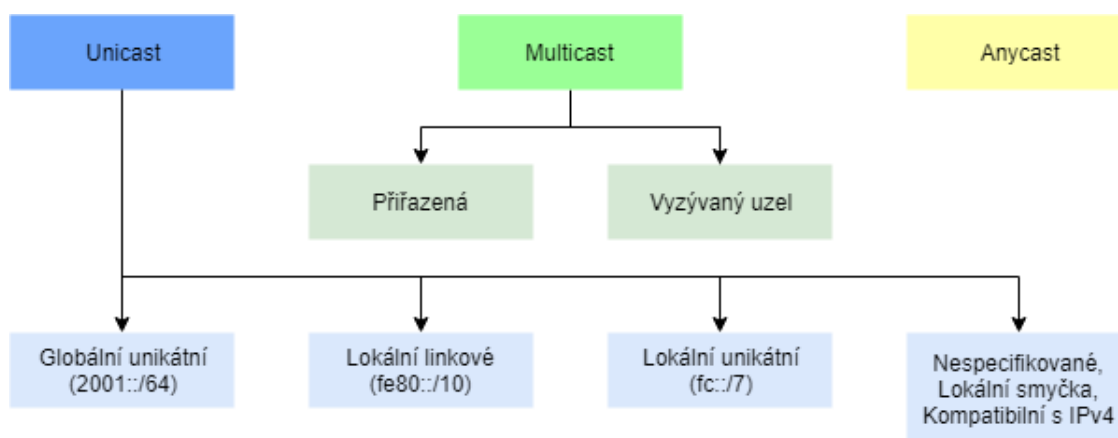 Unicast
Multicast
Anycast
Přiřazená
Vyzývaný uzel
Globální unikátní
(2001::/64)
Lokální linkové
(fe80::/10)
Lokální unikátní
(fc::/7)
Nespecifikované,
Lokální smyčka,
Kompatibilní s IPv4